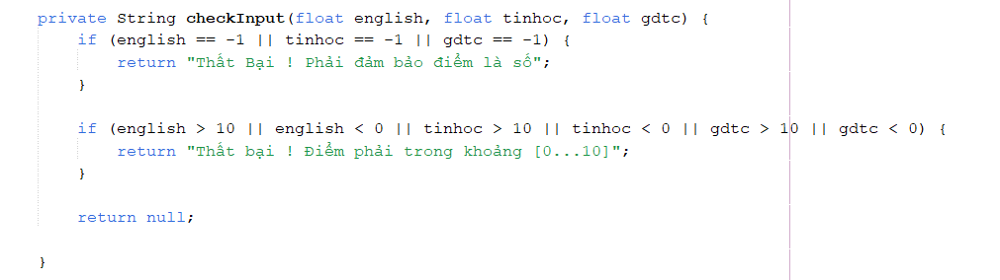 private String checkInput(float english, float tinhoc, float gdtc) {
if (english == -1 || tinhoc == -1 || gdtc == -1) {
return "Thất Bại ! Phải đảm bảo điểm là số";
}
if (english > 10 || english < 0 || tinhoc > 10 || tinhoc < 0 || gdtc > 10 || gdtc < 0) {
return "Thất bại ! Điểm phải trong khoảng [0...10]";
}
return null;
}